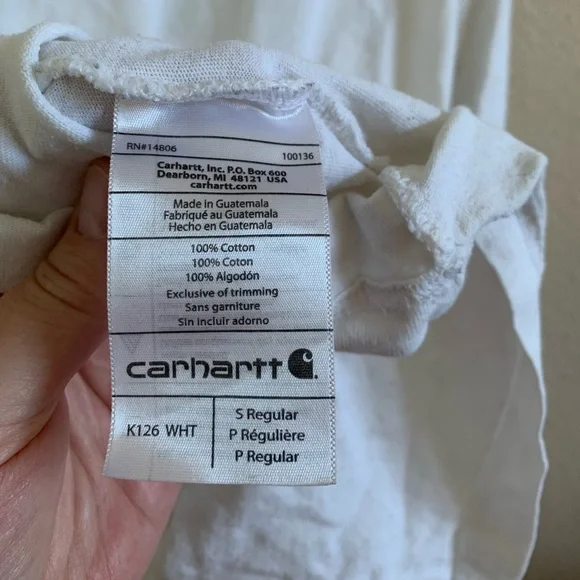 RN#14806 100136
Carhartt, Inc. P.O. Box 600
Dearborn, MI 48121 USA
carhartt.com
Made in Guatemala
Fabriqué au Guatemala
Hecho en Guatemala
100% Cotton
100% Coton
100% Algodón
Exclusive of trimming
Sans garniture
Sin incluir adorno
carhartt
K126 WHT
S Regular
P Régulière
P Regular